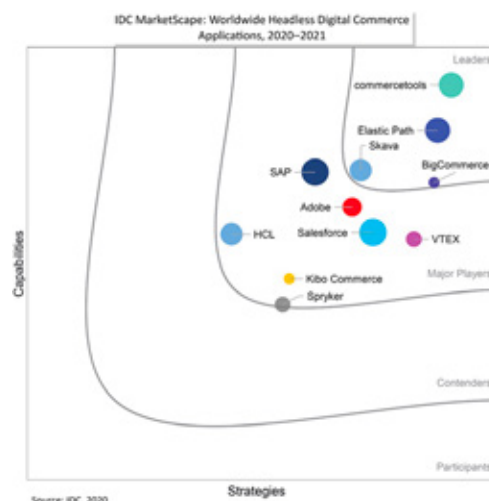 IDC MarketScape: Worldwide Headless Digital Commerce
Applications, 2020–2021
Leaders
commercetools
Elastic Path
Skava
BigCommerce
SAP
Adobe
Salesforce
HCL
VTEX
Kibo Commerce
Major Players
Spryker
Contenders
Participants
Capabilities
Strategies
Source: IDC, 2020